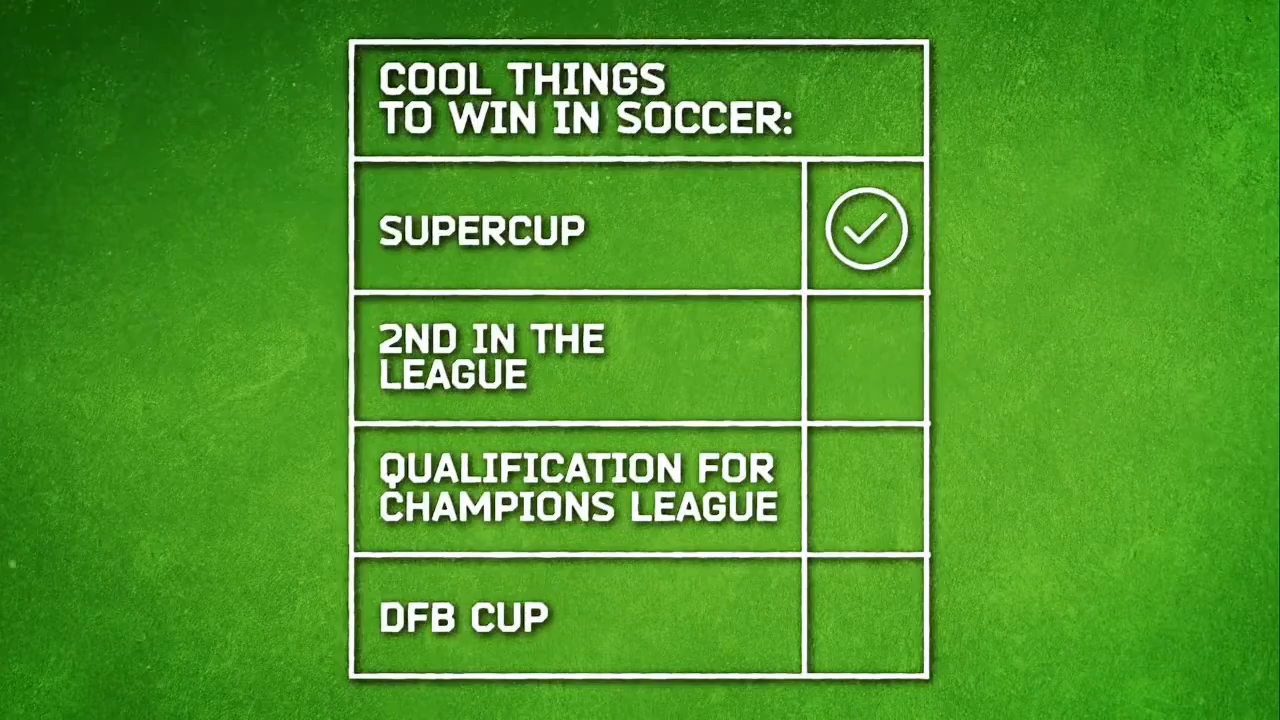 COOL THINGS
TO WIN IN SOCCER:
SUPERCUP
2ND IN THE
LEAGUE
QUALIFICATION FOR
CHAMPIONS LEAGUE
DFB CUP